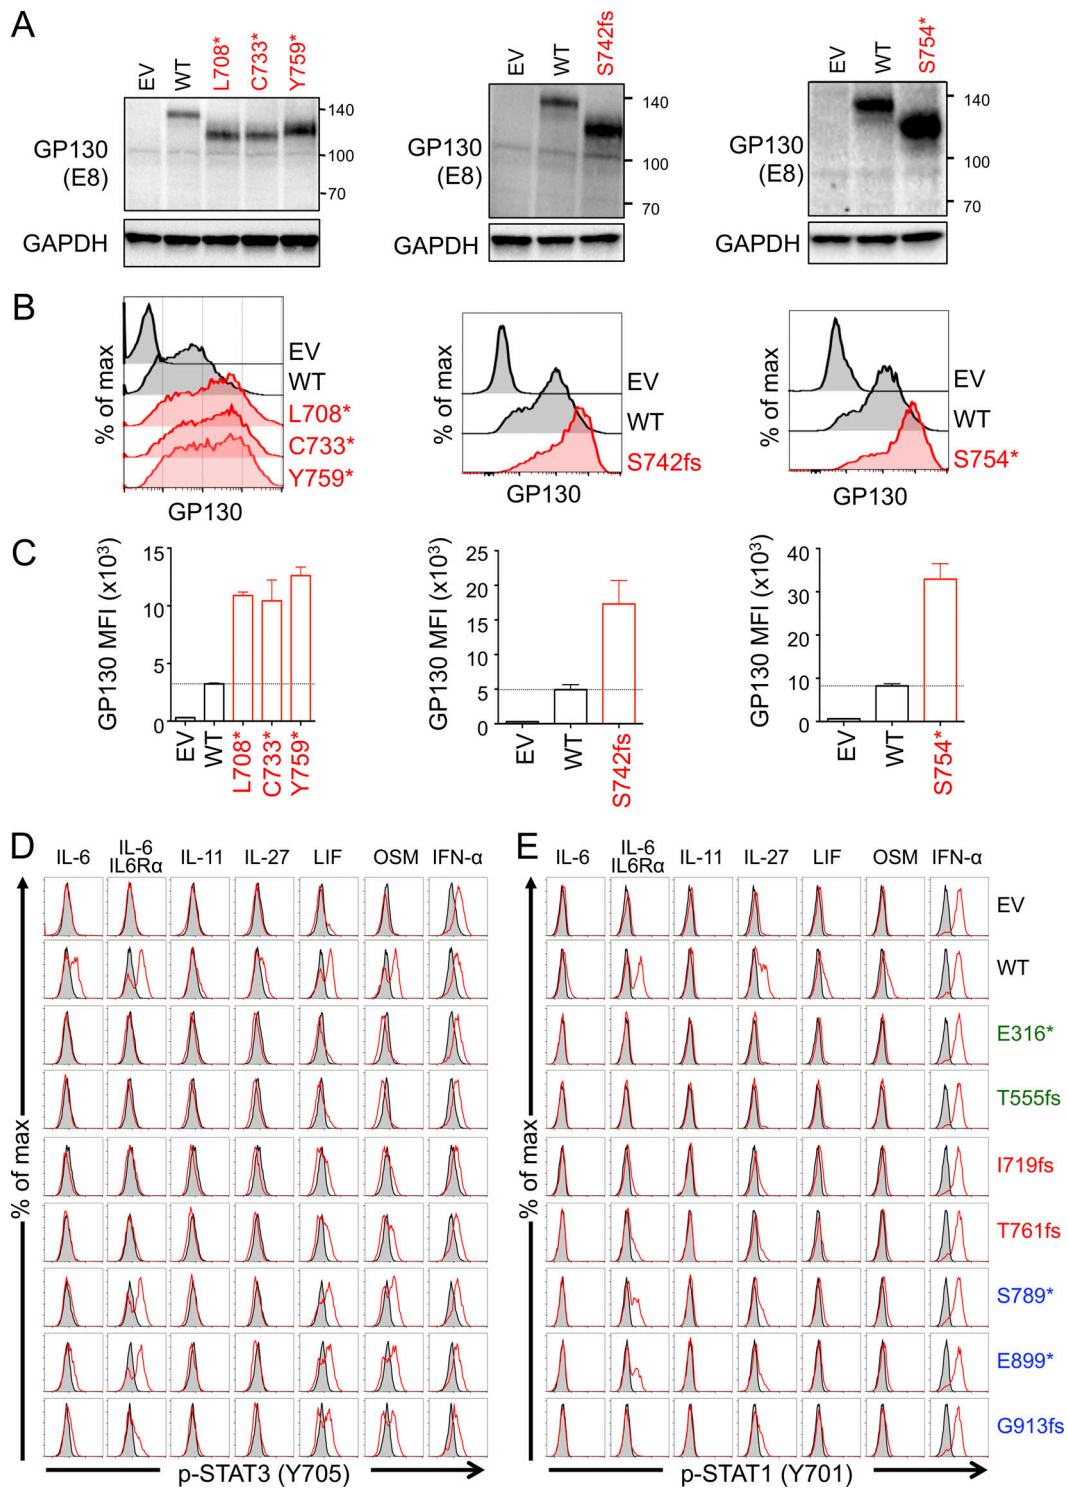 A
EV WT L708* C733* Y759*
GP130 (E8)
140
100
70
GAPDH
EV WT S742fs
GP130 (E8)
140
100
70
GAPDH
EV WT S754*
GP130 (E8)
140
100
70
GAPDH
B
% of max
EV
WT
L708*
C733*
Y759*
GP130
% of max
EV
WT
S742fs
GP130
% of max
EV
WT
S754*
GP130
C
GP130 MFI (x10³)
15
10
5
0
EV WT L708* C733* Y759*
GP130 MFI (x10³)
25
20
15
10
5
0
EV WT S742fs
GP130 MFI (x10³)
40
30
20
10
0
EV WT S754*
D
IL-6 IL-6 IL6Rα IL-11 IL-27 LIF OSM IFN-α
% of max
p-STAT3 (Y705)
E
IL-6 IL-6 IL6Rα IL-11 IL-27 LIF OSM IFN-α
% of max
EV
WT
E316*
T555fs
I719fs
T761fs
S789*
E899*
G913fs
p-STAT1 (Y701)